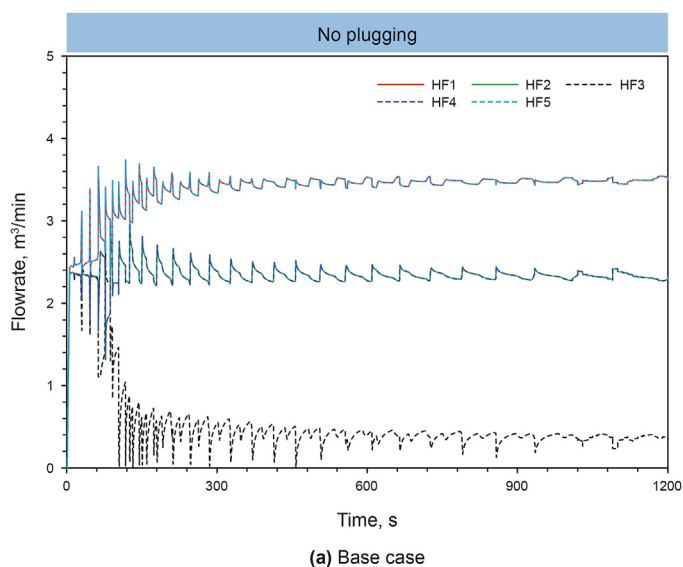 No plugging
5
4
3
2
1
0
Flowrate, m³/min
HF1 HF2 HF3
HF4 HF5
0 300 600 900 1200
Time, s
(a) Base case